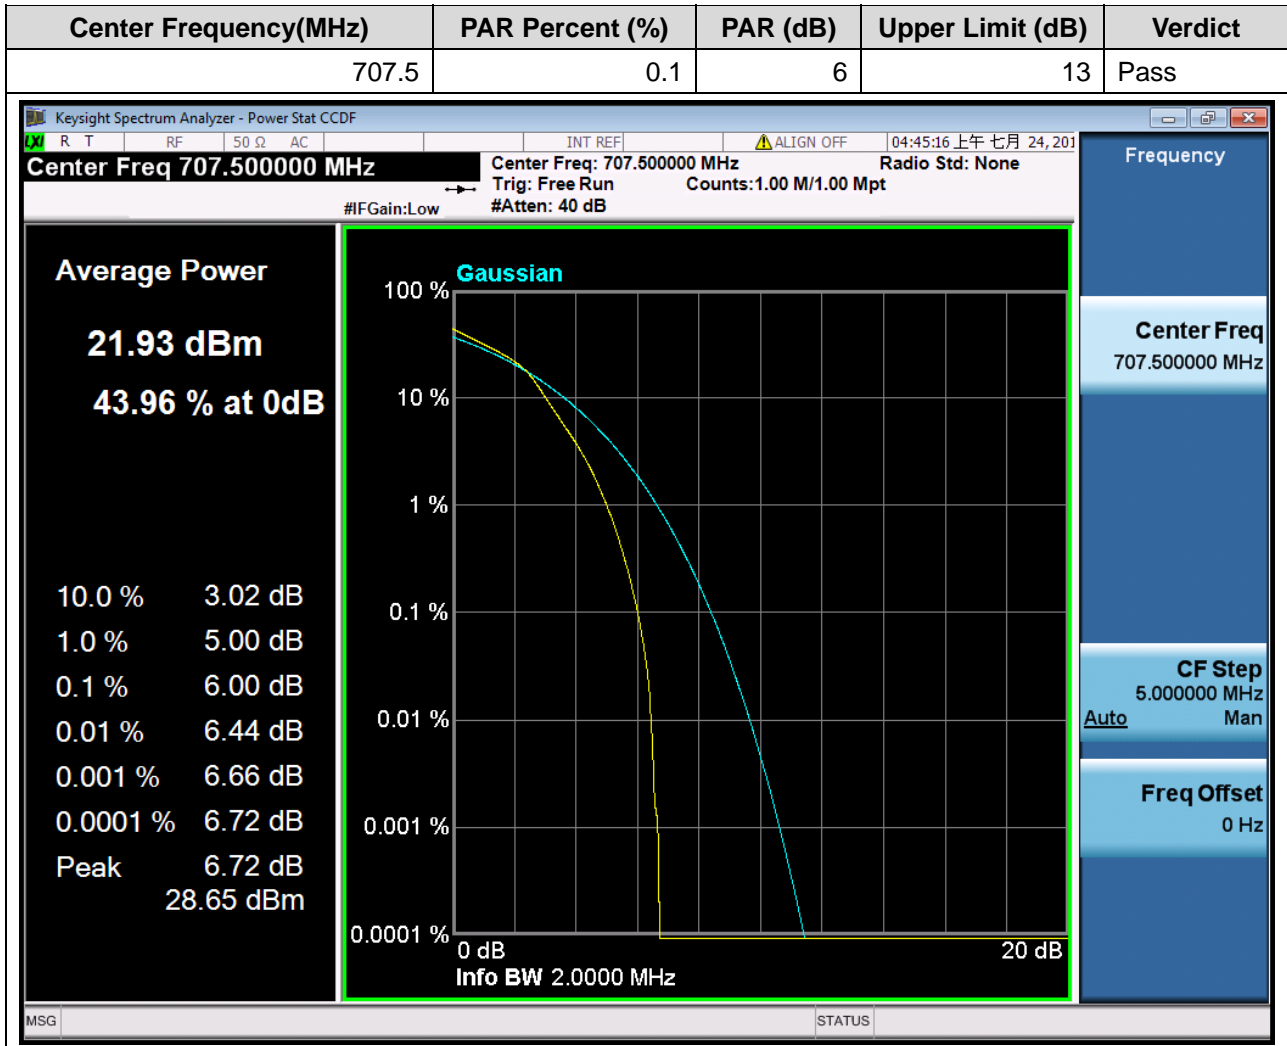 Center Frequency(MHz) PAR Percent (%) PAR (dB) Upper Limit (dB) Verdict
707.5 0.1 6 13 Pass
Keysight Spectrum Analyzer - Power Stat CCDF
LXI R T RF 50 Ω AC INT REF ALIGN OFF 04:45:16 上午 七月 24, 201
Center Freq 707.500000 MHz
#IFGain:Low
Center Freq: 707.500000 MHz Radio Std: None
Trig: Free Run Counts:1.00 M/1.00 Mpt
#Atten: 40 dB
Average Power
21.93 dBm
43.96 % at 0dB
10.0 % 3.02 dB
1.0 % 5.00 dB
0.1 % 6.00 dB
0.01 % 6.44 dB
0.001 % 6.66 dB
0.0001 % 6.72 dB
Peak 6.72 dB
28.65 dBm
Gaussian
100 %
10 %
1 %
0.1 %
0.01 %
0.001 %
0.0001 %
0 dB 20 dB
Info BW 2.0000 MHz
Frequency
Center Freq
707.500000 MHz
CF Step
5.000000 MHz
Auto Man
Freq Offset
0 Hz
MSG STATUS